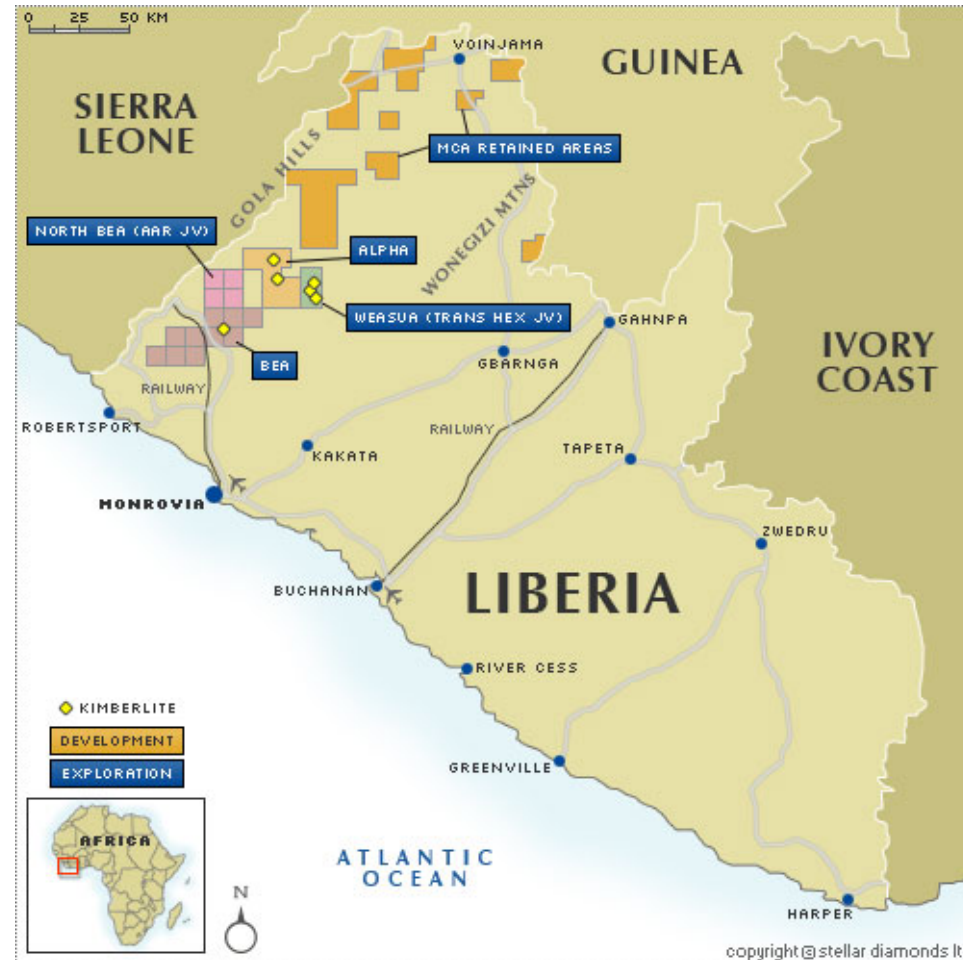 0 25 50 KM
VOINJAMA
GUINEA
SIERRA
LEONE
MCA RETAINED AREAS
GOLA HILLS
WONEGIZI MTNS
NORTH BEA (AAR JV)
ALPHA
WEASUA (TRANS HEX JV)
GAHNPA
IVORY
COAST
GBARNGA
BEA
RAILWAY
ROBERTSPORT
RAILWAY
KAKATA
TAPETA
MONROVIA
ZWEDRU
BUCHANAN
LIBERIA
RIVER CESS
KIMBERLITE
DEVELOPMENT
EXPLORATION
GREENVILLE
AFRICA
ATLANTIC
OCEAN
N
HARPER
copyright © stellar diamonds lt